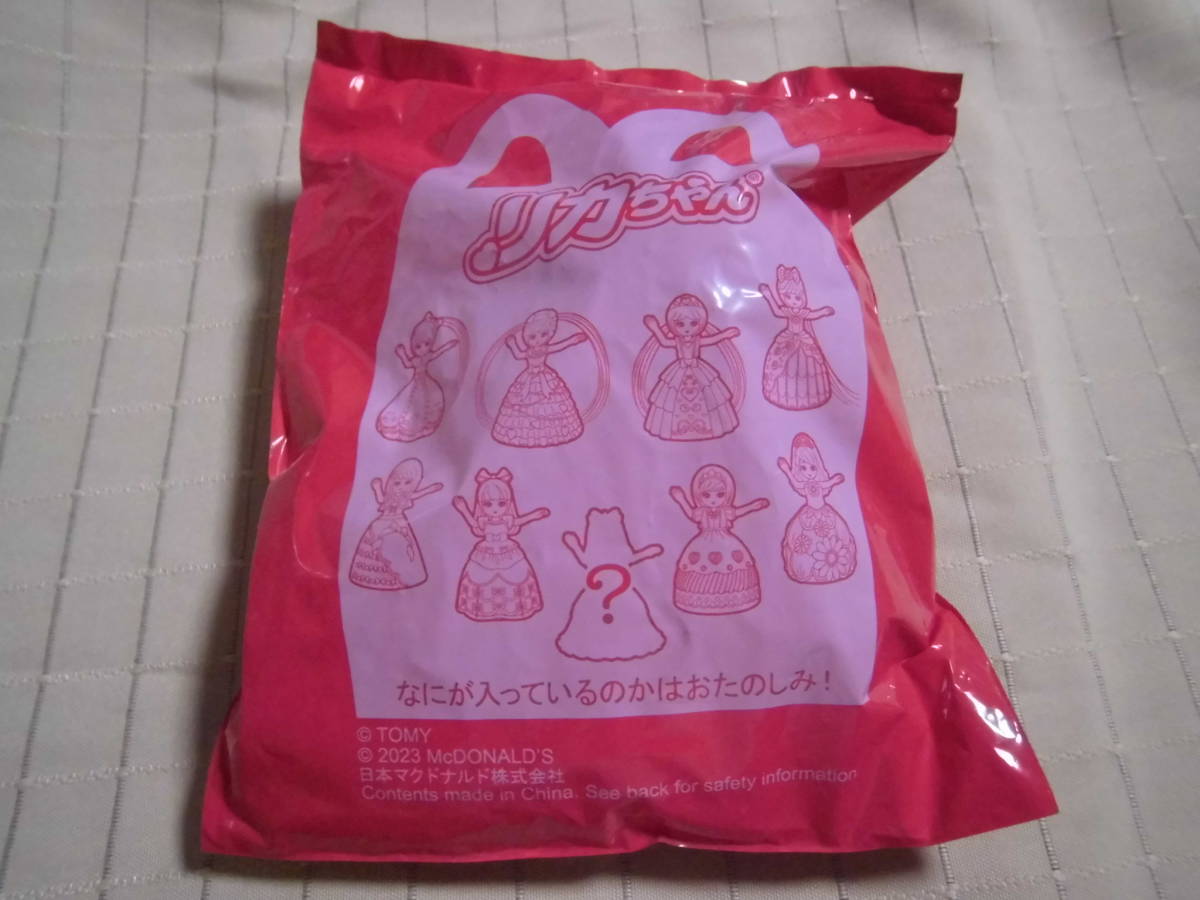 リカちゃん®
?
なにが入っているのかはおたのしみ!
© TOMY
© 2023 McDONALD'S
日本マクドナルド株式会社
Contents made in China. See back for safety information